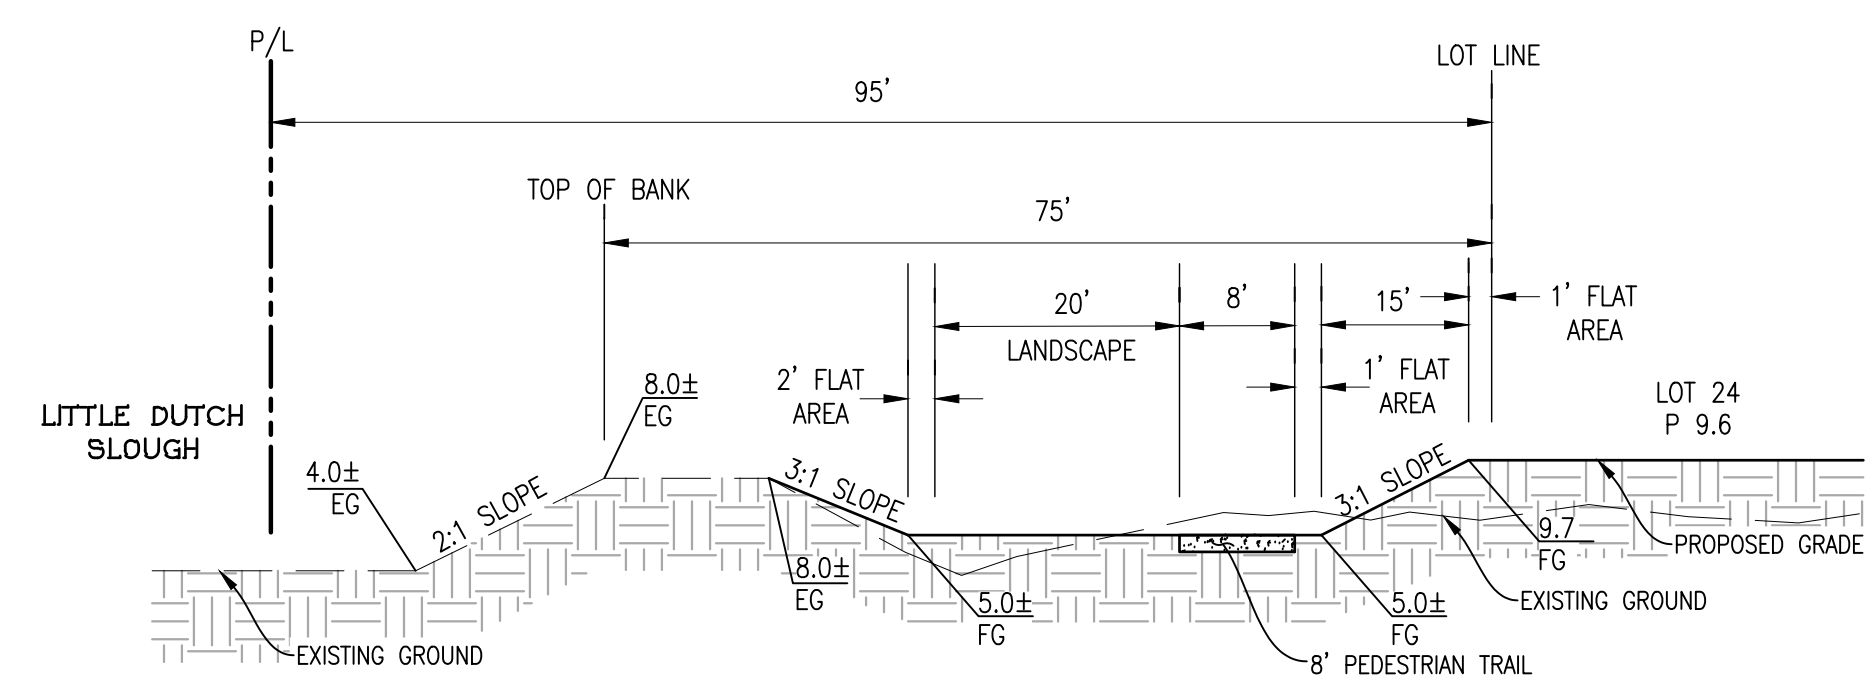 P/L
LOT LINE
95'
TOP OF BANK
75'
20'
LANDSCAPE
8'
15'
1' FLAT
AREA
2' FLAT
AREA
1' FLAT
AREA
LOT 24
P 9.6
LITTLE DUTCH
SLOUGH
8.0±
EG
4.0±
EG
2:1 SLOPE
3:1 SLOPE
3:1 SLOPE
8.0±
EG
5.0±
FG
5.0±
FG
9.7
FG
PROPOSED GRADE
EXISTING GROUND
EXISTING GROUND
8' PEDESTRIAN TRAIL